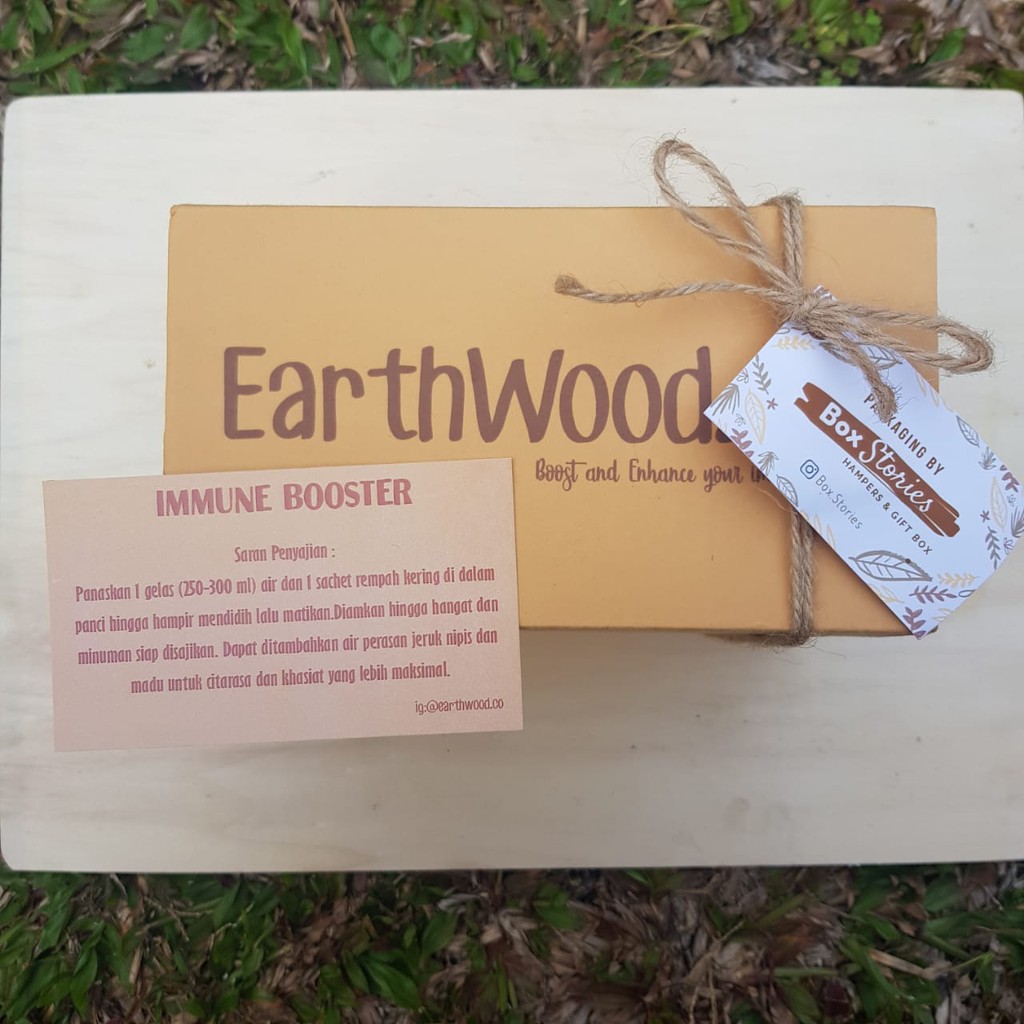 EarthWood
Boost and Enhance your
IMMUNE BOOSTER
Saran Penyajian :
Panaskan 1 gelas (250-300 ml) air dan 1 sachet rempah kering di dalam
panci hingga hampir mendidih lalu matikan.Diamkan hingga hangat dan
minuman siap disajikan. Dapat ditambahkan air perasan jeruk nipis dan
madu untuk citarasa dan khasiat yang lebih maksimal.
ig:@earthwood.co
PACKAGING BY
Box Stories
HAMPERS & GIFT BOX
Box.Stories